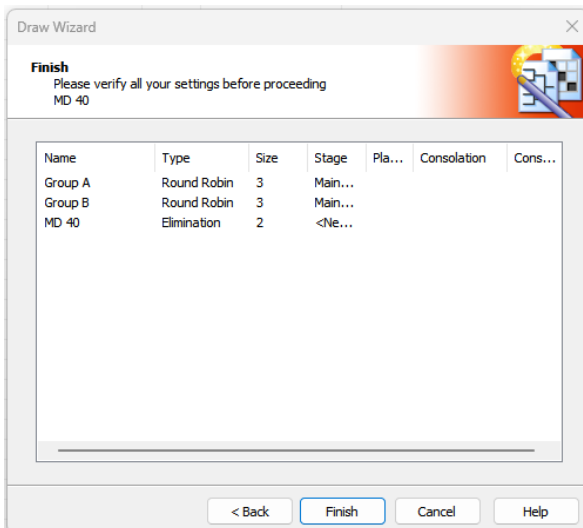 Draw Wizard
Finish
Please verify all your settings before proceeding
MD 40
Name Type Size Stage Pla... Consolation Cons...
Group A Round Robin 3 Main...
Group B Round Robin 3 Main...
MD 40 Elimination 2 <Ne...
< Back Finish Cancel Help